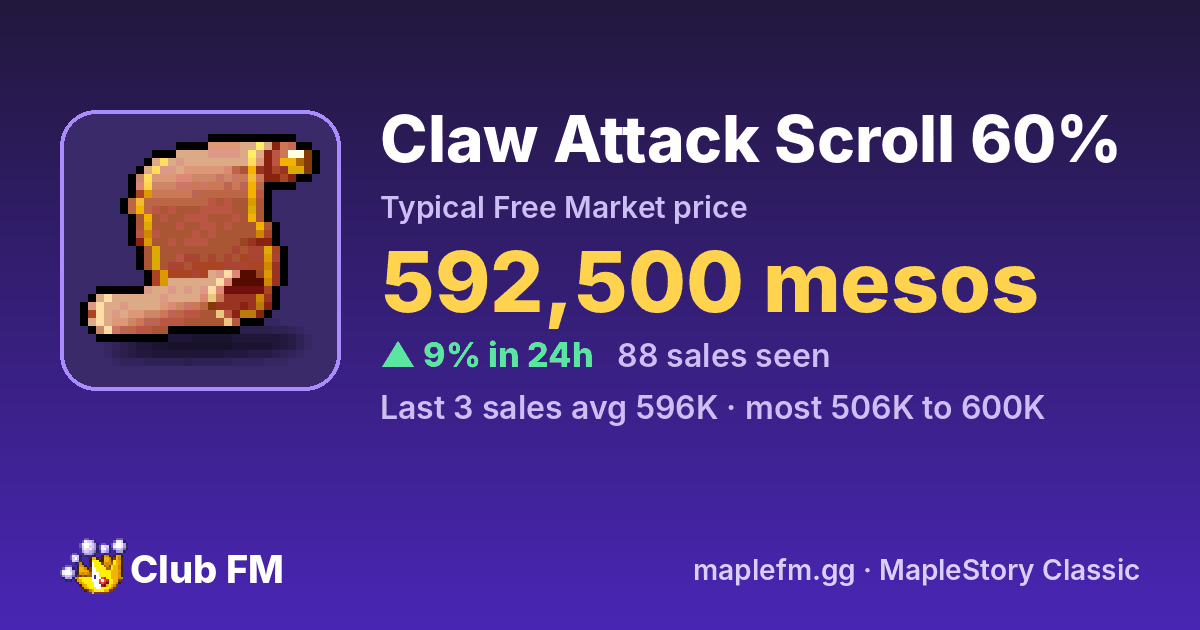 Claw Attack Scroll 60%
Typical Free Market price
592,500 mesos
▲ 9% in 24h 88 sales seen
Last 3 sales avg 596K · most 506K to 600K
Club FM
maplefm.gg · MapleStory Classic